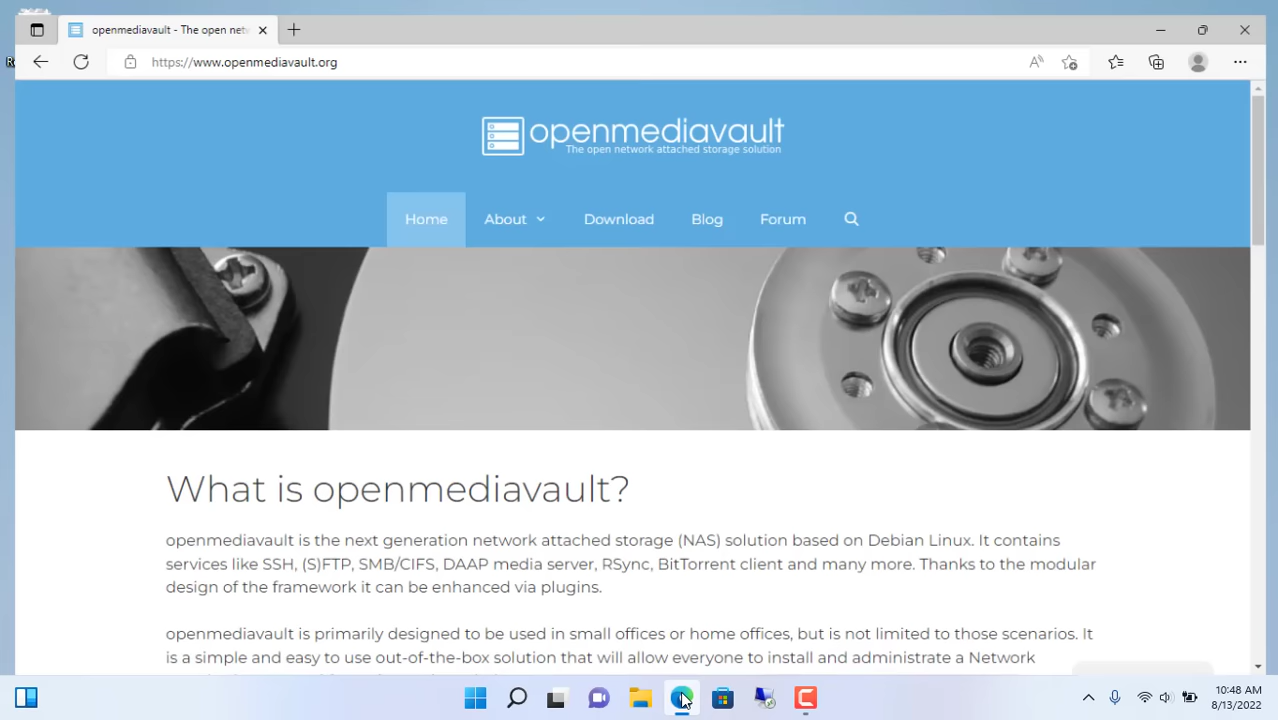 openmediavault - The open net
https://www.openmediavault.org
openmediavault
The open network attached storage solution
Home About Download Blog Forum
What is openmediavault?
openmediavault is the next generation network attached storage (NAS) solution based on Debian Linux. It contains
services like SSH, (S)FTP, SMB/CIFS, DAAP media server, RSync, BitTorrent client and many more. Thanks to the modular
design of the framework it can be enhanced via plugins.
openmediavault is primarily designed to be used in small offices or home offices, but is not limited to those scenarios. It
is a simple and easy to use out-of-the-box solution that will allow everyone to install and administrate a Network
10:48 AM
8/13/2022